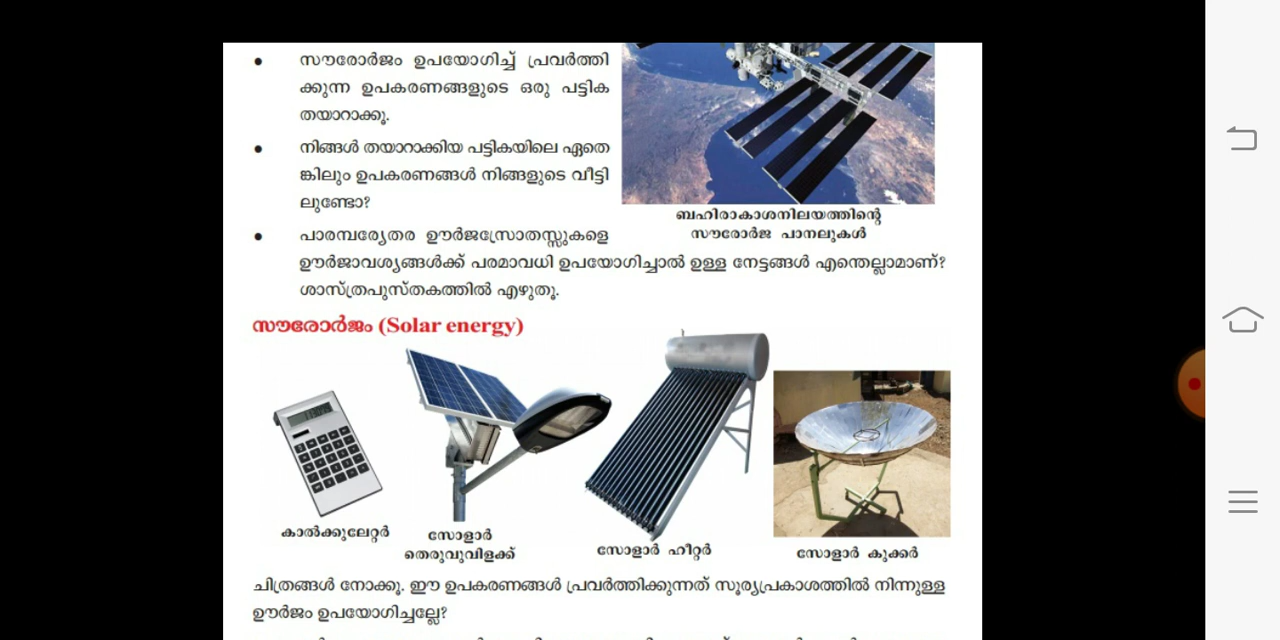 • സൗരോർജം ഉപയോഗിച്ച് പ്രവർത്തി
ക്കുന്ന ഉപകരണങ്ങളുടെ ഒരു പട്ടിക
തയാറാക്കൂ.
• നിങ്ങൾ തയാറാക്കിയ പട്ടികയിലെ ഏതെ
ങ്കിലും ഉപകരണങ്ങൾ നിങ്ങളുടെ വീട്ടി
ലുണ്ടോ?
ബഹിരാകാശനിലയത്തിന്റെ
സൗരോർജ പാനലുകൾ
• പാരമ്പര്യേതര ഊർജസ്രോതസ്സുകളെ
ഊർജാവശ്യങ്ങൾക്ക് പരമാവധി ഉപയോഗിച്ചാൽ ഉള്ള നേട്ടങ്ങൾ എന്തെല്ലാമാണ്?
ശാസ്ത്രപുസ്തകത്തിൽ എഴുതൂ.
സൗരോർജം (Solar energy)
കാൽക്കുലേറ്റർ
സോളാർ
തെരുവുവിളക്ക്
സോളാർ ഹീറ്റർ
സോളാർ കുക്കർ
ചിത്രങ്ങൾ നോക്കൂ. ഈ ഉപകരണങ്ങൾ പ്രവർത്തിക്കുന്നത് സൂര്യപ്രകാശത്തിൽ നിന്നുള്ള
ഊർജം ഉപയോഗിച്ചല്ലേ?